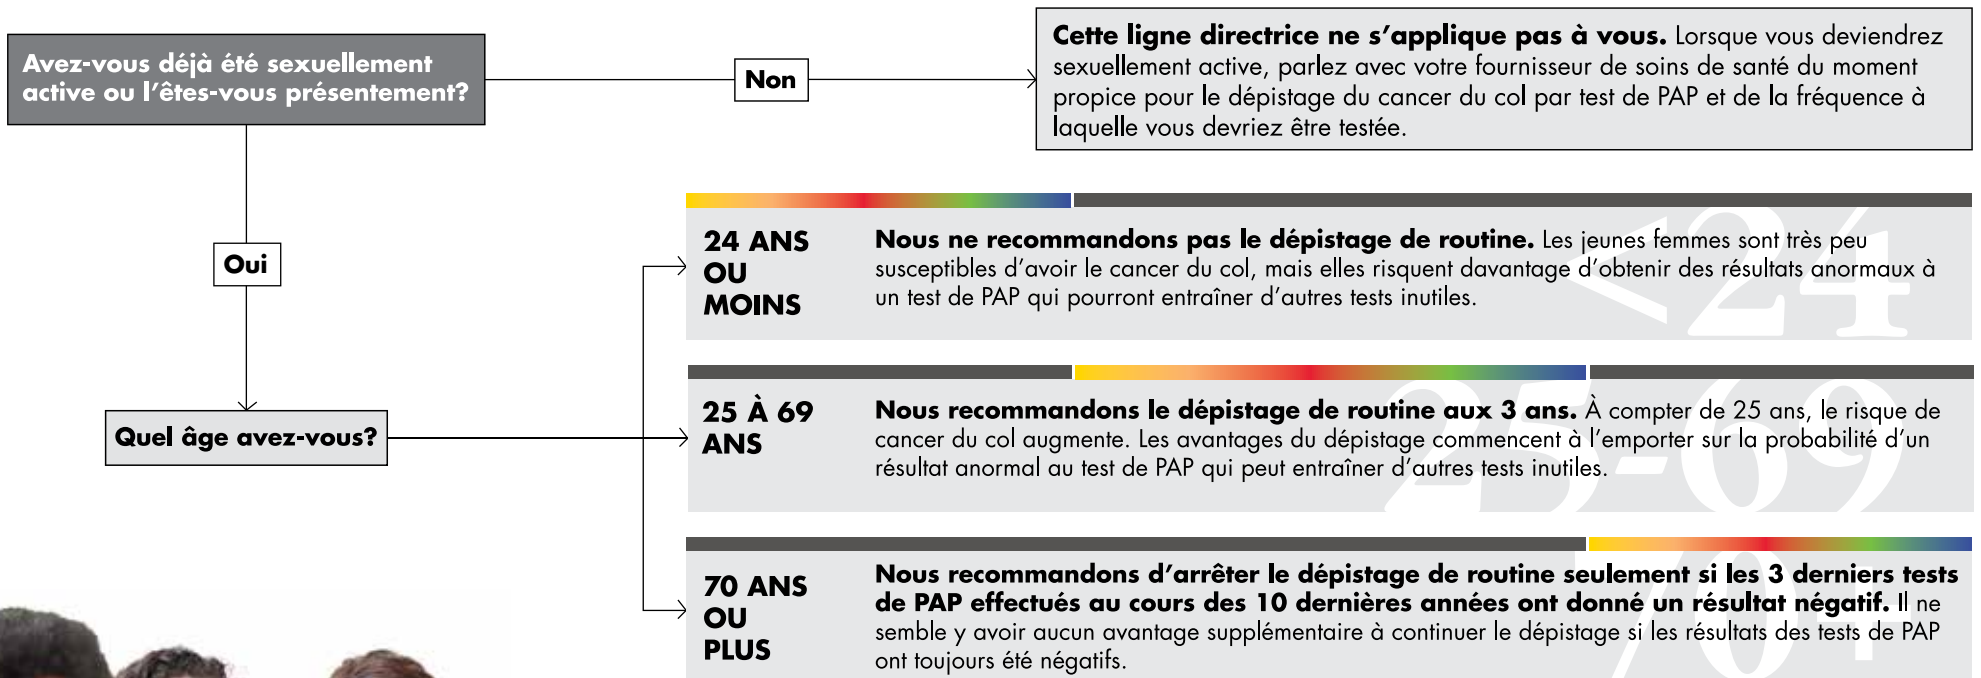 Avez-vous déjà été sexuellement
active ou l'êtes-vous présentement?
Non
Cette ligne directrice ne s'applique pas à vous. Lorsque vous deviendrez
sexuellement active, parlez avec votre fournisseur de soins de santé du moment
propice pour le dépistage du cancer du col par test de PAP et de la fréquence à
laquelle vous devriez être testée.
Oui
Quel âge avez-vous?
<24
24 ANS
OU
MOINS
Nous ne recommandons pas le dépistage de routine. Les jeunes femmes sont très peu
susceptibles d'avoir le cancer du col, mais elles risquent davantage d'obtenir des résultats anormaux à
un test de PAP qui pourront entraîner d'autres tests inutiles.
25-69
25 À 69
ANS
Nous recommandons le dépistage de routine aux 3 ans. À compter de 25 ans, le risque de
cancer du col augmente. Les avantages du dépistage commencent à l'emporter sur la probabilité d'un
résultat anormal au test de PAP qui peut entraîner d'autres tests inutiles.
70+
70 ANS
OU
PLUS
Nous recommandons d'arrêter le dépistage de routine seulement si les 3 derniers tests
de PAP effectués au cours des 10 dernières années ont donné un résultat négatif. Il ne
semble y avoir aucun avantage supplémentaire à continuer le dépistage si les résultats des tests de PAP
ont toujours été négatifs.